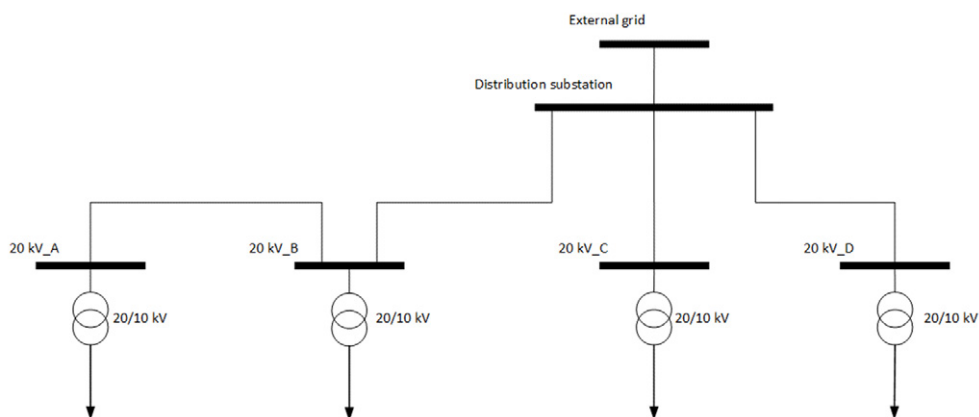 External grid
Distribution substation
20 kV_A
20 kV_B
20 kV_C
20 kV_D
20/10 kV
20/10 kV
20/10 kV
20/10 kV